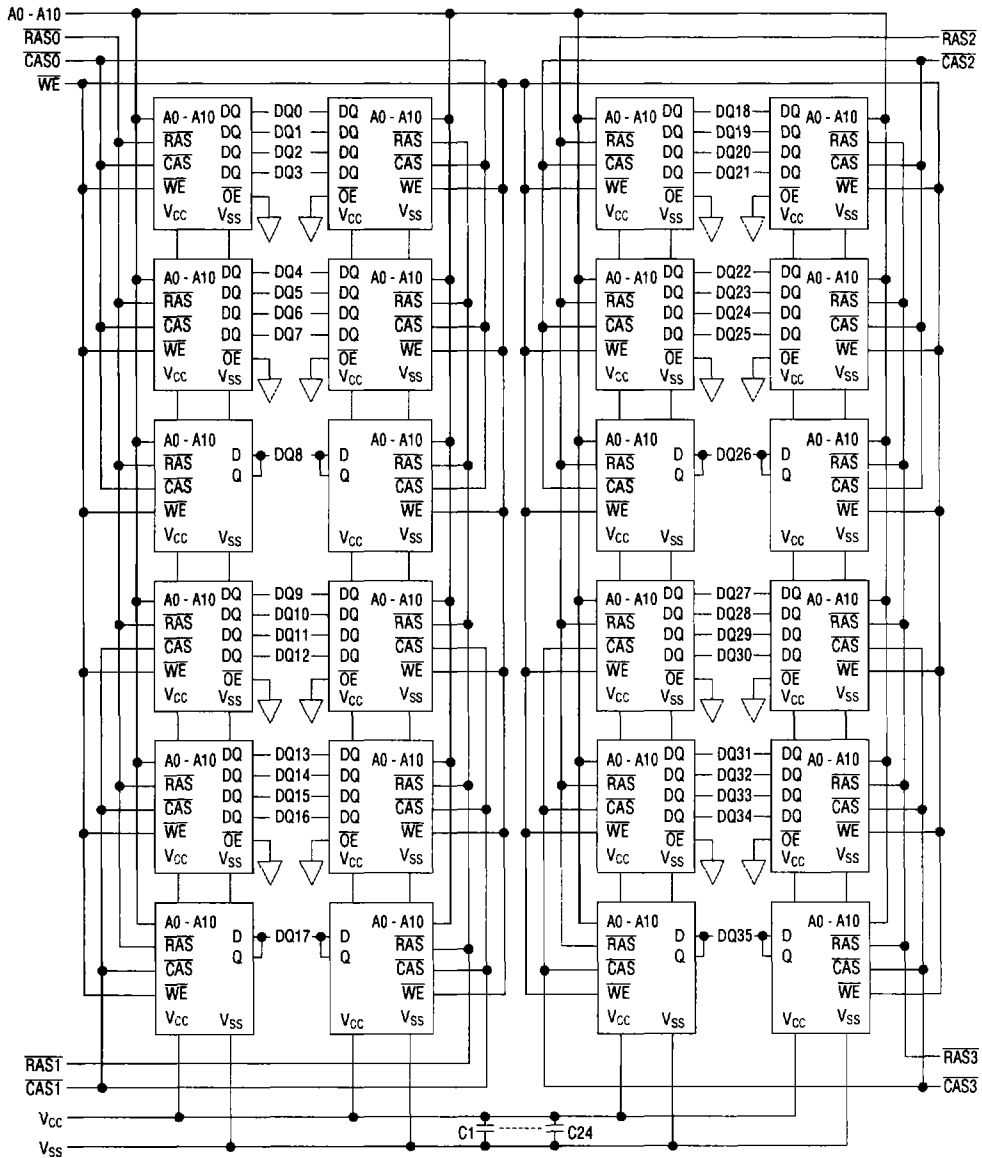 A0 - A10
RAS0 RAS2
CAS0 CAS2
WE
A0 - A10 DQ DQ0 DQ A0 - A10 A0 - A10 DQ DQ18 DQ A0 - A10
RAS DQ DQ1 DQ RAS RAS DQ DQ19 DQ RAS
CAS DQ DQ2 DQ CAS CAS DQ DQ20 DQ CAS
WE DQ DQ3 DQ WE WE DQ DQ21 DQ WE
OE OE OE OE
VCC VSS VCC VSS VCC VSS VCC VSS
A0 - A10 DQ DQ4 DQ A0 - A10 A0 - A10 DQ DQ22 DQ A0 - A10
RAS DQ DQ5 DQ RAS RAS DQ DQ23 DQ RAS
CAS DQ DQ6 DQ CAS CAS DQ DQ24 DQ CAS
WE DQ DQ7 DQ WE WE DQ DQ25 DQ WE
OE OE OE OE
VCC VSS VCC VSS VCC VSS VCC VSS
A0 - A10 D DQ8 D A0 - A10 A0 - A10 D DQ26 D A0 - A10
RAS Q Q RAS RAS Q Q RAS
CAS CAS CAS CAS
WE WE WE WE
VCC VSS VCC VSS VCC VSS VCC VSS
A0 - A10 DQ DQ9 DQ A0 - A10 A0 - A10 DQ DQ27 DQ A0 - A10
RAS DQ DQ10 DQ RAS RAS DQ DQ28 DQ RAS
CAS DQ DQ11 DQ CAS CAS DQ DQ29 DQ CAS
WE DQ DQ12 DQ WE WE DQ DQ30 DQ WE
OE OE OE OE
VCC VSS VCC VSS VCC VSS VCC VSS
A0 - A10 DQ DQ13 DQ A0 - A10 A0 - A10 DQ DQ31 DQ A0 - A10
RAS DQ DQ14 DQ RAS RAS DQ DQ32 DQ RAS
CAS DQ DQ15 DQ CAS CAS DQ DQ33 DQ CAS
WE DQ DQ16 DQ WE WE DQ DQ34 DQ WE
OE OE OE OE
VCC VSS VCC VSS VCC VSS VCC VSS
A0 - A10 D DQ17 D A0 - A10 A0 - A10 D DQ35 D A0 - A10
RAS Q Q RAS RAS Q Q RAS
CAS CAS CAS CAS
WE WE WE WE
VCC VSS VCC VSS VCC VSS VCC VSS
RAS1 RAS3
CAS1 CAS3
VCC
C1 C24
VSS